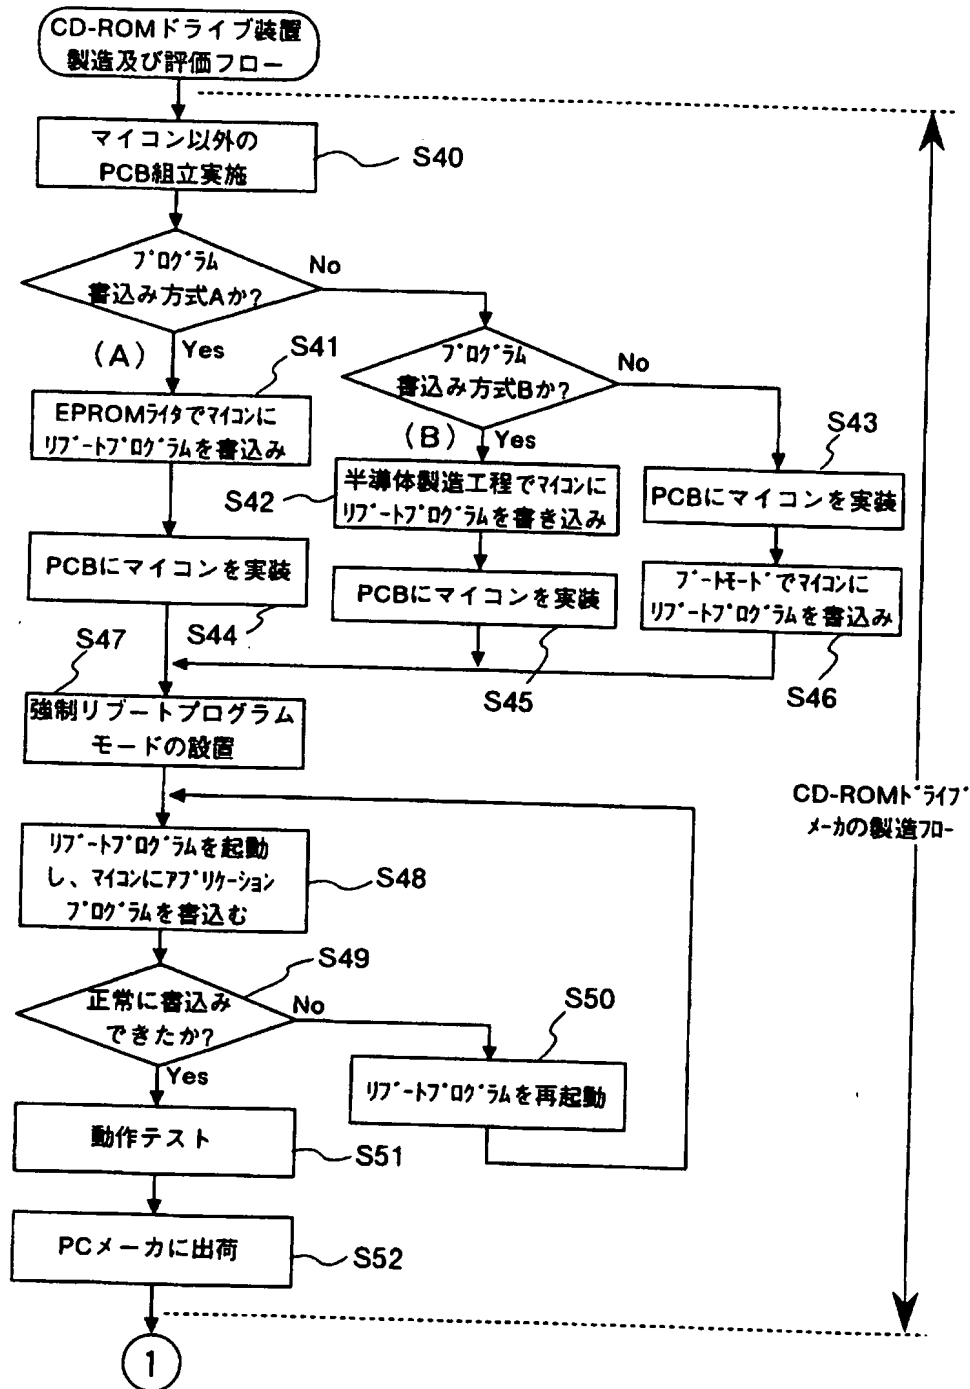 CD-ROMドライブ装置
製造及び評価フロー
マイコン以外の
PCB組立実施
S40
プログラム
書込み方式Aか?
No
(A)
Yes
S41
プログラム
書込み方式Bか?
No
(B)
Yes
EPROMライタでマイコンに
リブートプログラムを書込み
S42
半導体製造工程でマイコンに
リブートプログラムを書き込み
S43
PCBにマイコンを実装
PCBにマイコンを実装
S44
PCBにマイコンを実装
S45
ブートモードでマイコンに
リブートプログラムを書込み
S46
S47
強制リブートプログラム
モードの設置
CD-ROMドライブ
メーカの製造フロー
リブートプログラムを起動
し、マイコンにアプリケーション
プログラムを書込む
S48
S49
正常に書込み
できたか?
No
Yes
S50
リブートプログラムを再起動
動作テスト
S51
PCメーカに出荷
S52
1